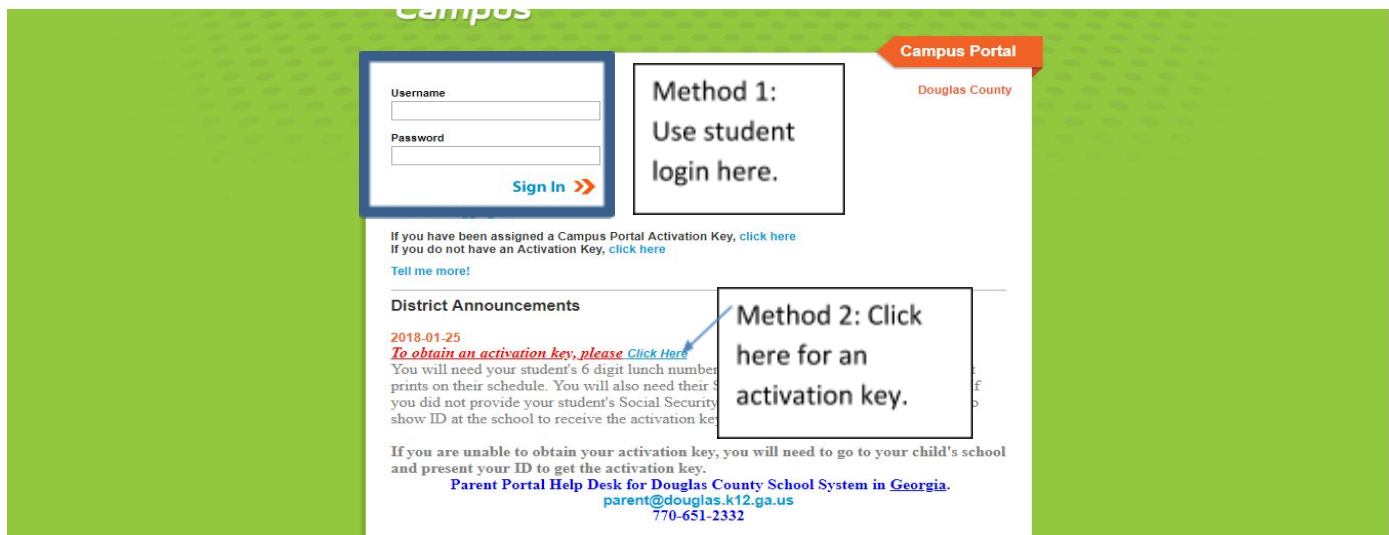 Campus
Campus Portal
Douglas County
Username
Password
Sign In
Method 1:
Use student
login here.
If you have been assigned a Campus Portal Activation Key, click here
If you do not have an Activation Key, click here
Tell me more!
District Announcements
2018-01-25
To obtain an activation key, please Click Here
You will need your student's 6 digit lunch number
prints on their schedule. You will also need their
you did not provide your student's Social Security
show ID at the school to receive the activation
Method 2: Click
here for an
activation key.
If you are unable to obtain your activation key, you will need to go to your child's school
and present your ID to get the activation key.
Parent Portal Help Desk for Douglas County School System in Georgia.
parent@douglas.k12.ga.us
770-651-2332